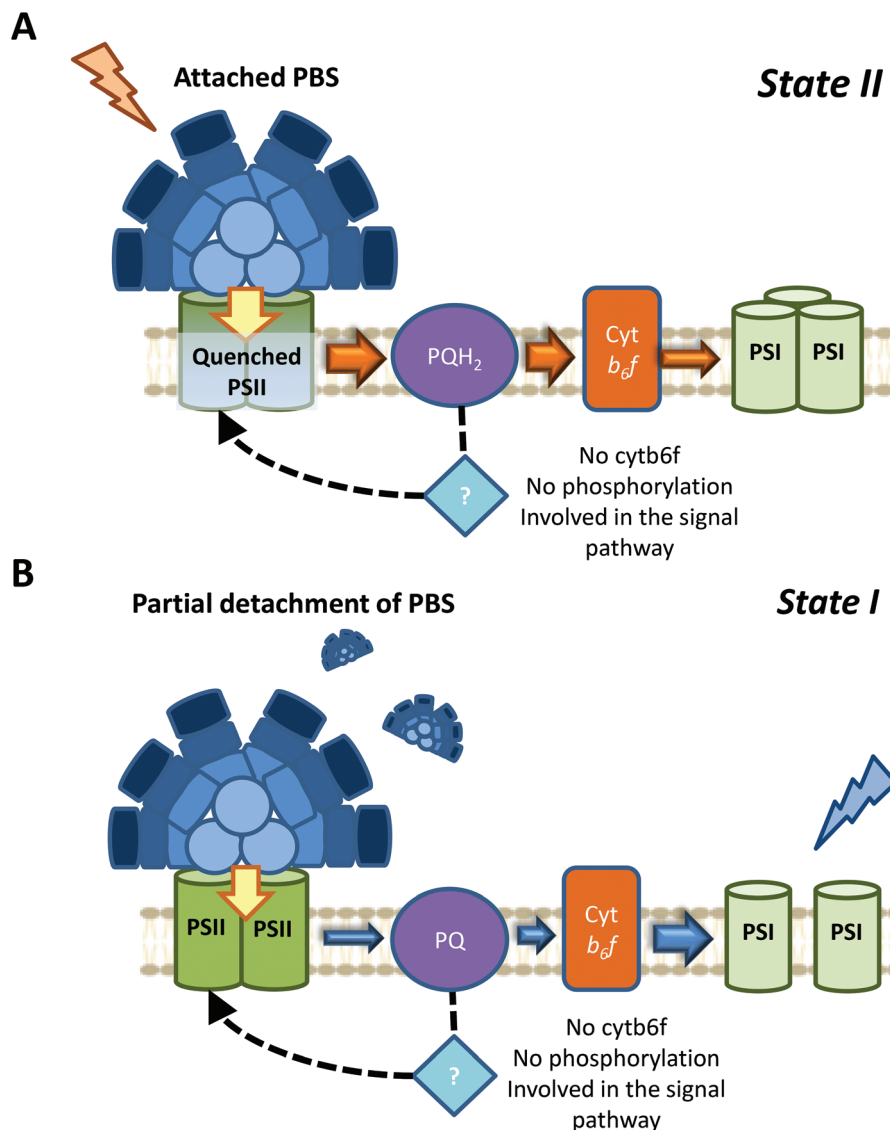 A
Attached PBS
State II
Quenched
PSII
PQH₂
Cyt
b₆f
PSI
PSI
?
No cytb6f
No phosphorylation
Involved in the signal
pathway
B
Partial detachment of PBS
State I
PSII
PSII
PQ
Cyt
b₆f
PSI
PSI
?
No cytb6f
No phosphorylation
Involved in the signal
pathway